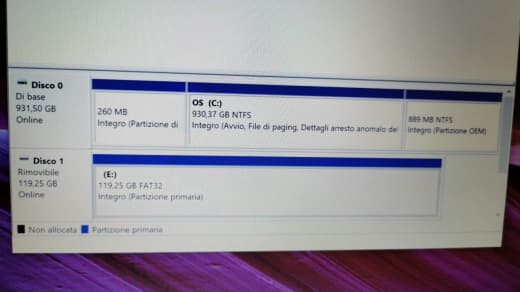 Disco 0
Di base
931,50 GB
Online
260 MB
Integro (Partizione di
OS (C:)
930,37 GB NTFS
Integro (Avvio, File di paging, Dettagli arresto anomalo de
889 MB NTFS
Integro (Partizione OEM)
Disco 1
Rimovibile
119,25 GB
Online
(E:)
119,25 GB FAT32
Integro (Partizione primaria)
Non allocata
Partizione primaria